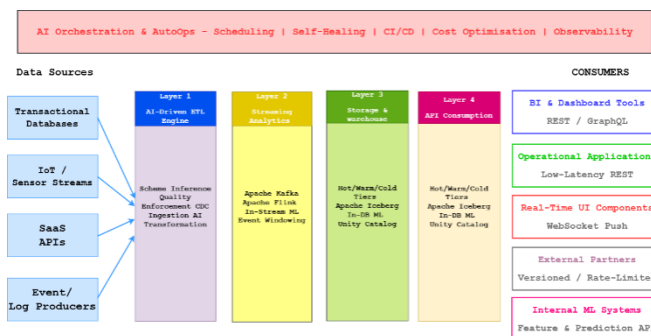 AI Orchestration & AutoOps - Scheduling | Self-Healing | CI/CD | Cost Optimisation | Observability
Data Sources
CONSUMERS
Transactional
Databases
IoT /
Sensor Streams
SaaS
APIs
Event/
Log Producers
Layer 1
AI-Driven ETL
Engine
Scheme Inference
Quality
Enforcement CDC
Ingestion AI
Transformation
Layer 2
Streaming
Analytics
Apache Kafka
Apache Flink
In-Stream ML
Event Windowing
Layer 3
Storage &
warehouse
Hot/Warm/Cold
Tiers
Apache Iceberg
In-DB ML
Unity Catalog
Layer 4
API Consumption
Hot/Warm/Cold
Tiers
Apache Iceberg
In-DB ML
Unity Catalog
BI & Dashboard Tools
REST / GraphQL
Operational Application
Low-Latency REST
Real-Time UI Components
WebSocket Push
External Partners
Versioned / Rate-Limite
Internal ML Systems
Feature & Prediction AP